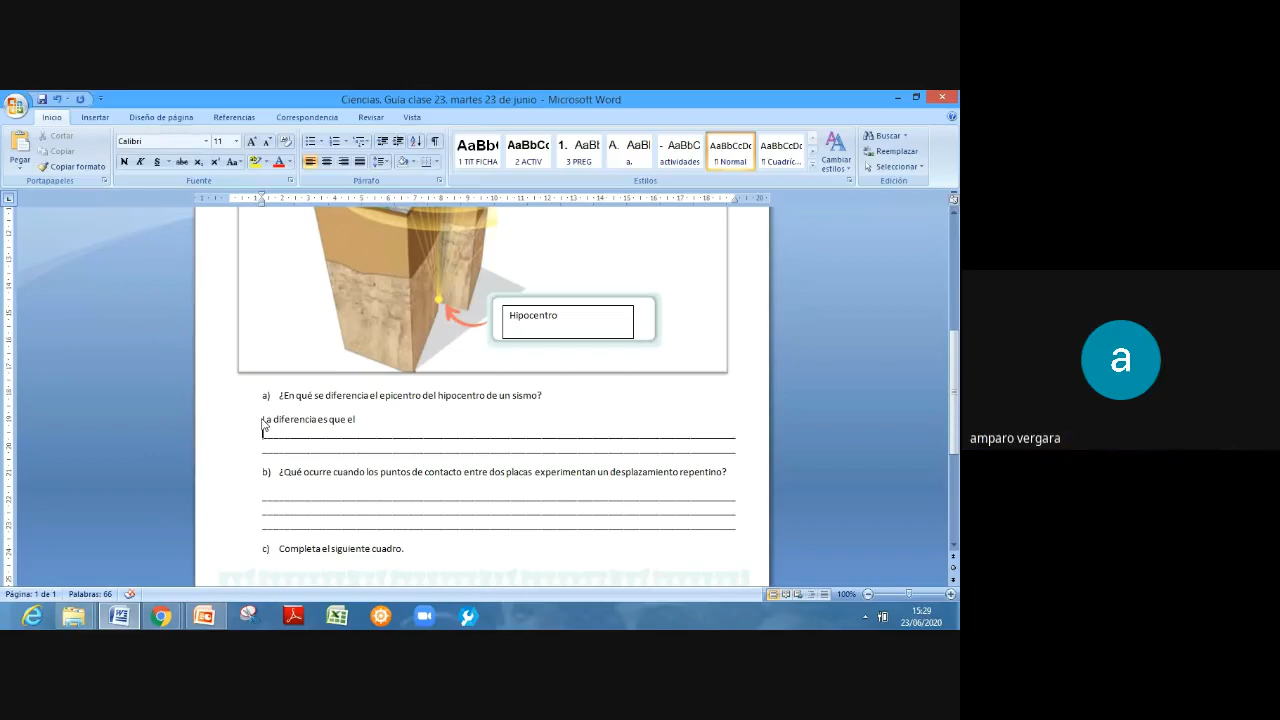 Ciencias. Guía clase 23. martes 23 de junio - Microsoft Word
Inicio Insertar Diseño de página Referencias Correspondencia Revisar Vista
Pegar
Cortar
Copiar
Copiar formato
Portapapeles
Calibri 11
Fuente
Párrafo
AaBbC AaBbCc 1. AaBb A. AaBl - AaBbC AaBbCcDc AaBbCcDc
1 TIT FICHA 2 ACTIV 3 PREG a. actividades ¶ Normal ¶ Cuadríc...
Estilos
Cambiar estilos
Buscar
Reemplazar
Seleccionar
Edición
Hipocentro
a) ¿En qué se diferencia el epicentro del hipocentro de un sismo?
La diferencia es que el
b) ¿Qué ocurre cuando los puntos de contacto entre dos placas experimentan un desplazamiento repentino?
c) Completa el siguiente cuadro.
Página: 1 de 1 Palabras: 66
100%
15:29
23/06/2020
a
amparo vergara